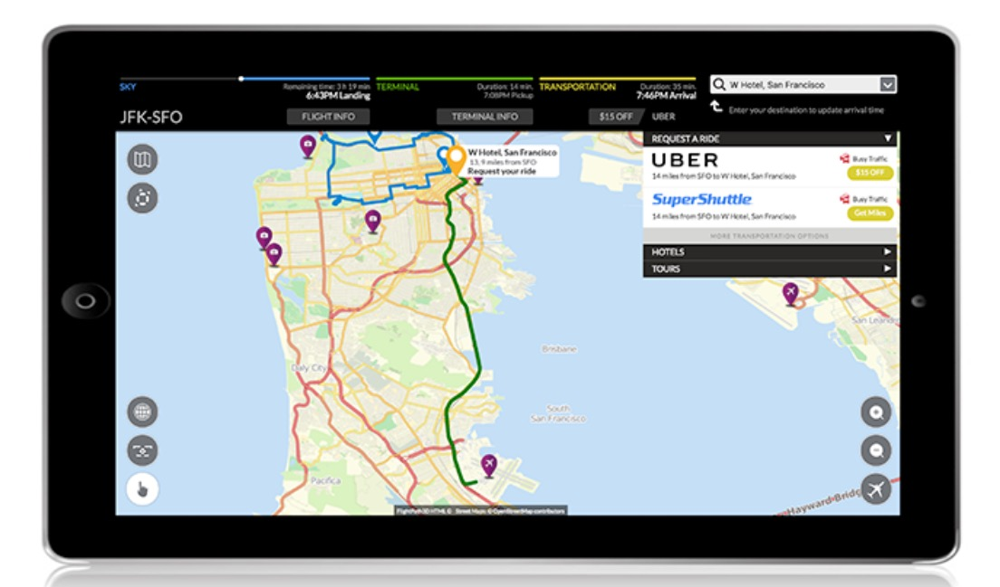 SKY
Remaining time: 3 h 19 min
6:43PM Landing
TERMINAL
Duration: 14 min.
7:08PM Pickup
TRANSPORTATION
Duration: 35 min.
7:46PM Arrival
W Hotel, San Francisco
Enter your destination to update arrival time
JFK-SFO
FLIGHT INFO
TERMINAL INFO
$15 OFF
UBER
REQUEST A RIDE
UBER
Busy Traffic
14 miles from SFO to W Hotel, San Francisco
$15 OFF
SuperShuttle
Busy Traffic
14 miles from SFO to W Hotel, San Francisco
Get Miles
MORE TRANSPORTATION OPTIONS
HOTELS
TOURS
W Hotel, San Francisco
13, 9 miles from SFO
Request your ride
San Leandro
Brisbane
Daly City
South
San Francisco
Pacifica
Hayward-Bridg
FlightPath3D HTML © Street Maps: © OpenStreetMap contributors